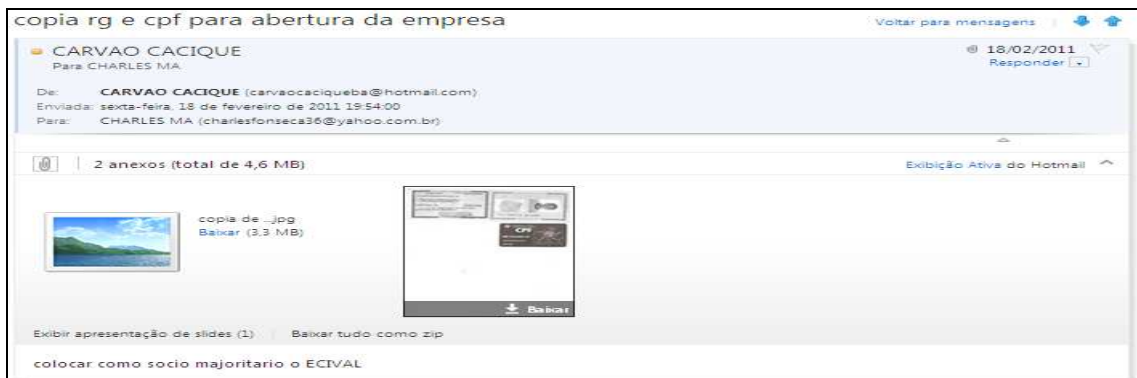 copia rg e cpf para abertura da empresa
Voltar para mensagens
CARVAO CACIQUE
18/02/2011
Para CHARLES MA
Responder
De: CARVAO CACIQUE (carvaocaciqueba@hotmail.com)
Enviada: sexta-feira, 18 de fevereiro de 2011 19:54:00
Para: CHARLES MA (charlesfonseca36@yahoo.com.br)
2 anexos (total de 4,6 MB)
Exibição Ativa do Hotmail
copia de ...jpg
Baixar (3,3 MB)
CPF
Baixar
Exibir apresentação de slides (1)
Baixar tudo como zip
colocar como socio majoritario o ECIVAL